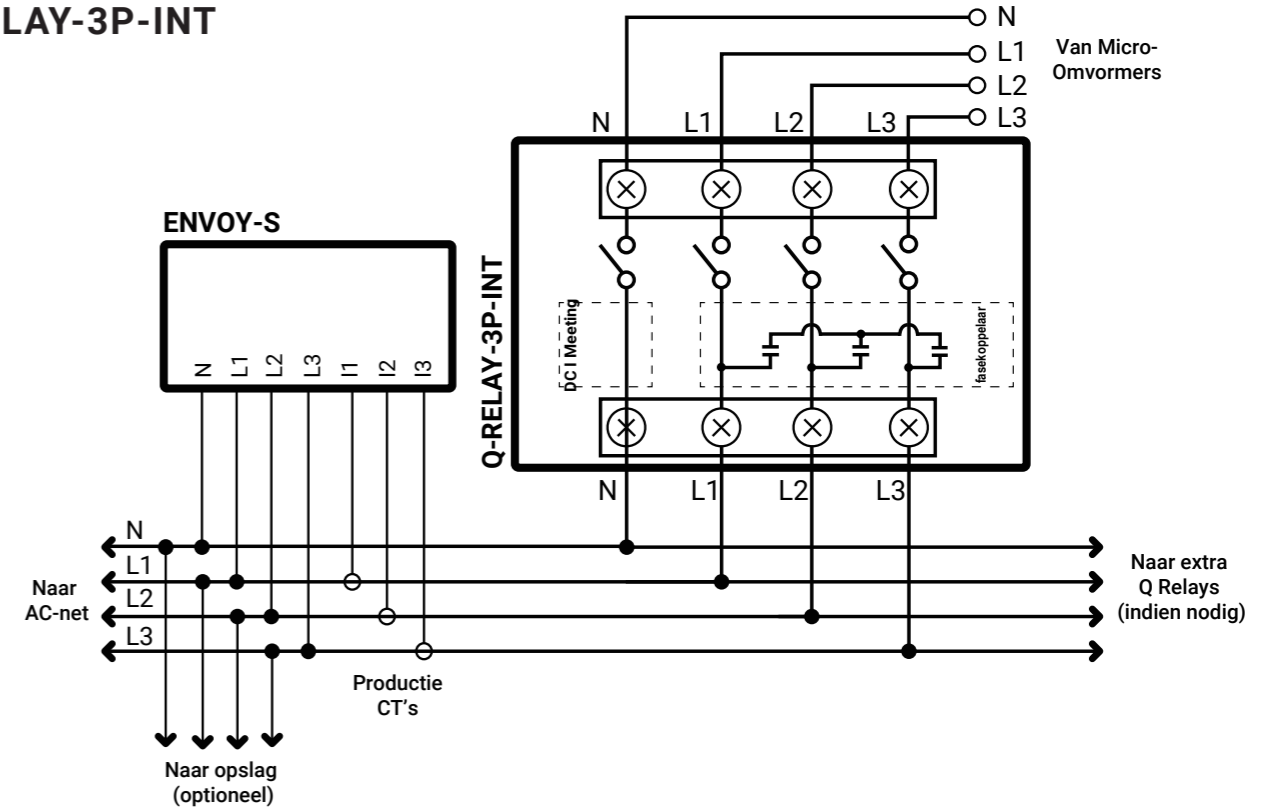 LAY-3P-INT
N
L1
L2
L3
Van Micro-
Omvormers
N
L1
L2
L3
ENVOY-S
Q-RELAY-3P-INT
DC I Meeting
fasekoppelaar
N
L1
L2
L3
I1
I2
I3
N
L1
L2
L3
N
L1
L2
L3
Naar
AC-net
Naar extra
Q Relays
(indien nodig)
Productie
CT's
Naar opslag
(optioneel)